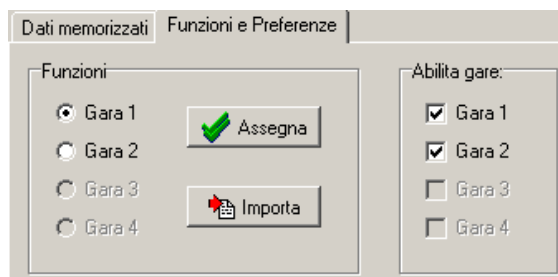 Dati memorizzati Funzioni e Preferenze
Funzioni
Gara 1
Gara 2
Gara 3
Gara 4
Assegna
Importa
Abilita gare:
Gara 1
Gara 2
Gara 3
Gara 4